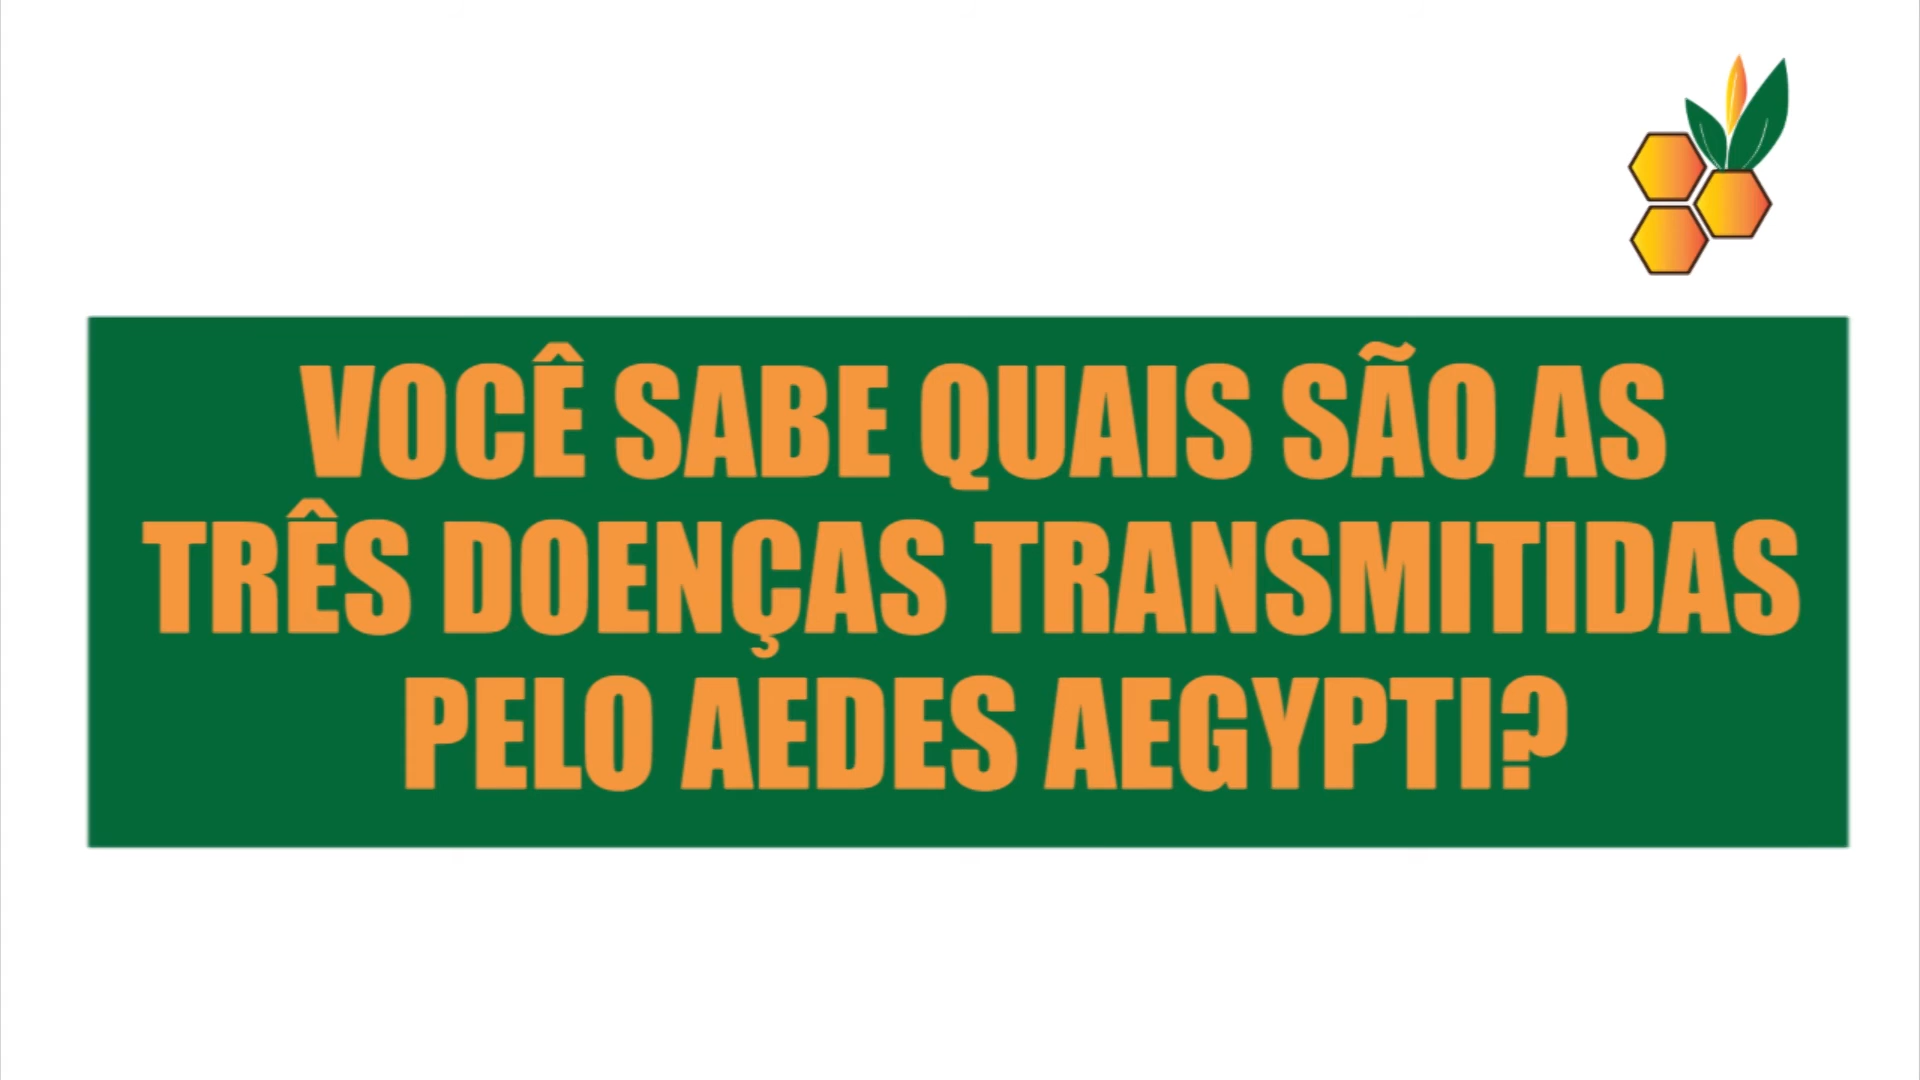 VOCÊ SABE QUAIS SÃO AS
TRÊS DOENÇAS TRANSMITIDAS
PELO AEDES AEGYPTI?